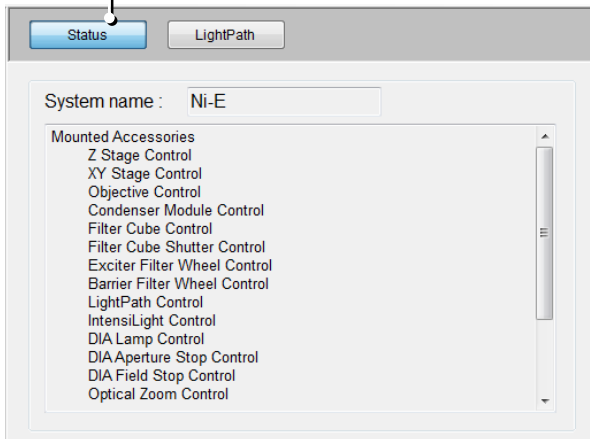 Status LightPath
System name : Ni-E
Mounted Accessories
Z Stage Control
XY Stage Control
Objective Control
Condenser Module Control
Filter Cube Control
Filter Cube Shutter Control
Exciter Filter Wheel Control
Barrier Filter Wheel Control
LightPath Control
IntensiLight Control
DIA Lamp Control
DIA Aperture Stop Control
DIA Field Stop Control
Optical Zoom Control